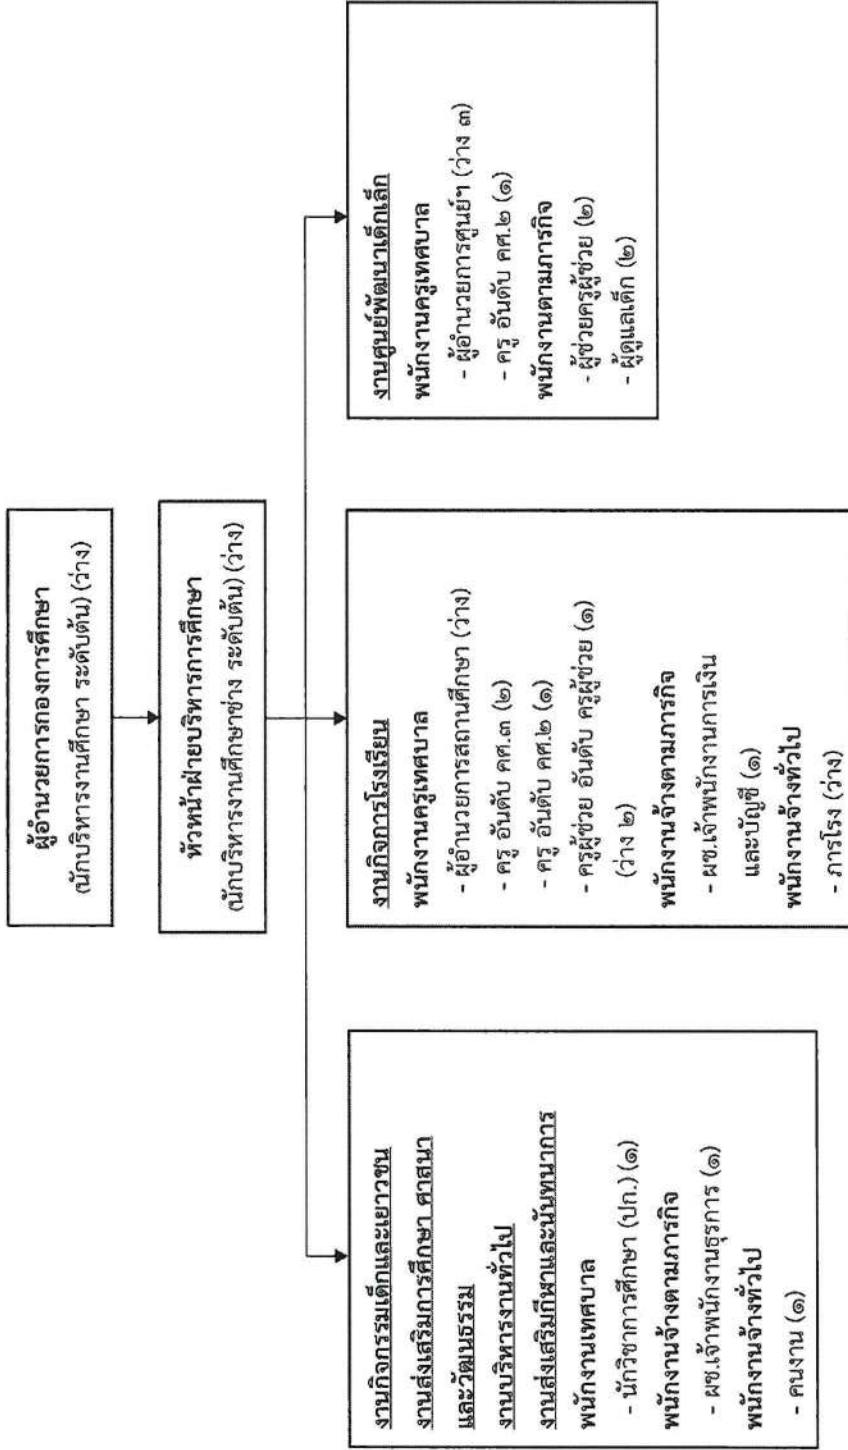 ผู้อำนวยการกองการศึกษา
(นักบริหารงานศึกษา ระดับต้น) (ว่าง)
หัวหน้าฝ่ายบริหารการศึกษา
(นักบริหารงานศึกษาช่าง ระดับต้น) (ว่าง)
งานกิจกรรมเด็กและเยาวชน
งานส่งเสริมการศึกษา ศาสนา
และวัฒนธรรม
งานบริหารงานทั่วไป
งานส่งเสริมกีฬาและนันทนาการ
พนักงานเทศบาล
- นักวิชาการศึกษา (ปก.) (๑)
พนักงานจ้างตามภารกิจ
- ผช.เจ้าพนักงานธุรการ (๑)
พนักงานจ้างทั่วไป
- คนงาน (๑)
งานกิจการโรงเรียน
พนักงานครูเทศบาล
- ผู้อำนวยการสถานศึกษา (ว่าง)
- ครู อันดับ คศ.๓ (๒)
- ครู อันดับ คศ.๒ (๑)
- ครูผู้ช่วย อันดับ ครูผู้ช่วย (๑)
(ว่าง ๒)
พนักงานจ้างตามภารกิจ
- ผช.เจ้าพนักงานการเงิน
และบัญชี (๑)
พนักงานจ้างทั่วไป
- ภารโรง (ว่าง)
งานศูนย์พัฒนาเด็กเล็ก
พนักงานครูเทศบาล
- ผู้อำนวยการศูนย์ฯ (ว่าง ๓)
- ครู อันดับ คศ.๒ (๑)
พนักงานตามภารกิจ
- ผู้ช่วยครูผู้ช่วย (๒)
- ผู้ดูแลเด็ก (๒)